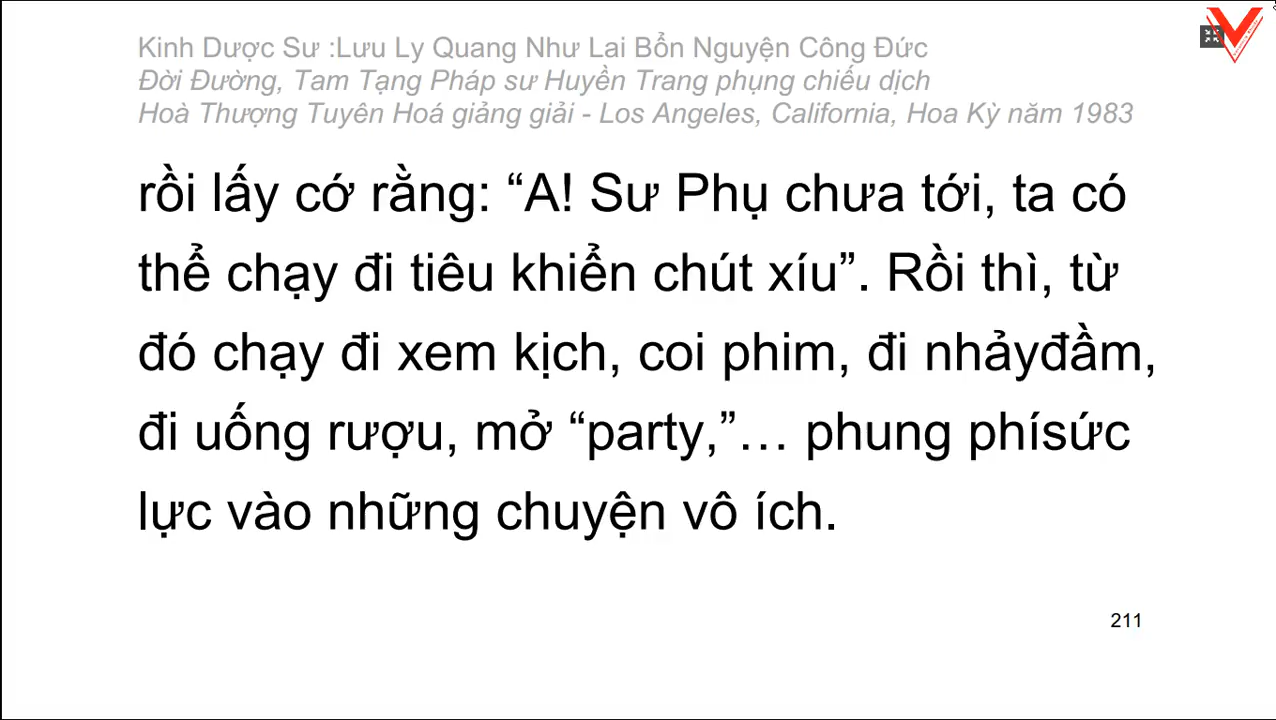 Kinh Dược Sư :Lưu Ly Quang Như Lai Bổn Nguyện Công Đức
Đời Đường, Tam Tạng Pháp sư Huyền Trang phụng chiếu dịch
Hoà Thượng Tuyên Hoá giảng giải - Los Angeles, California, Hoa Kỳ năm 1983
rồi lấy cớ rằng: “A! Sư Phụ chưa tới, ta có
thể chạy đi tiêu khiển chút xíu”. Rồi thì, từ
đó chạy đi xem kịch, coi phim, đi nhảyđầm,
đi uống rượu, mở “party,”… phung phísức
lực vào những chuyện vô ích.
211